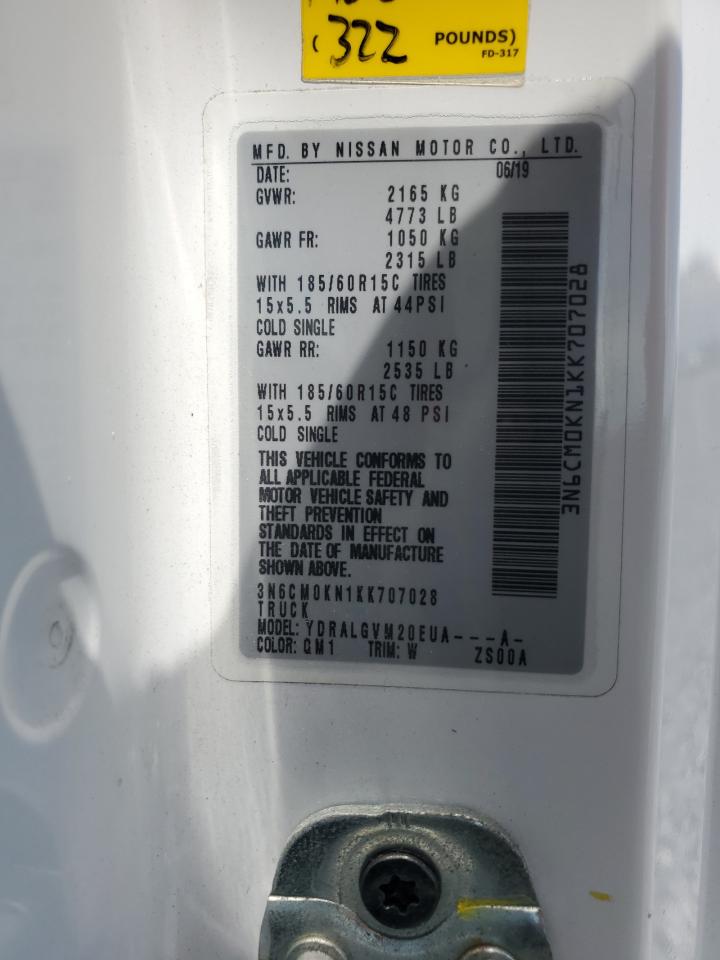 (322 POUNDS)
FD-317
MFD. BY NISSAN MOTOR CO., LTD.
DATE: 06/19
GVWR: 2165 KG
4773 LB
GAWR FR: 1050 KG
2315 LB
WITH 185/60R15C TIRES
15x5.5 RIMS AT 44PSI
COLD SINGLE
GAWR RR: 1150 KG
2535 LB
WITH 185/60R15C TIRES
15x5.5 RIMS AT 48 PSI
COLD SINGLE
THIS VEHICLE CONFORMS TO
ALL APPLICABLE FEDERAL
MOTOR VEHICLE SAFETY AND
THEFT PREVENTION
STANDARDS IN EFFECT ON
THE DATE OF MANUFACTURE
SHOWN ABOVE.
3N6CM0KN1KK707028
TRUCK
MODEL: YDRALGVM20EUA---A-
COLOR: QM1 TRIM: W ZS00A
3N6CM0KN1KK707028